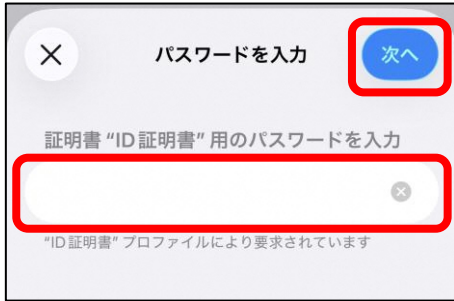 パスワードを入力
次へ
証明書 “ID証明書” 用のパスワードを入力
“ID証明書” プロファイルにより要求されています